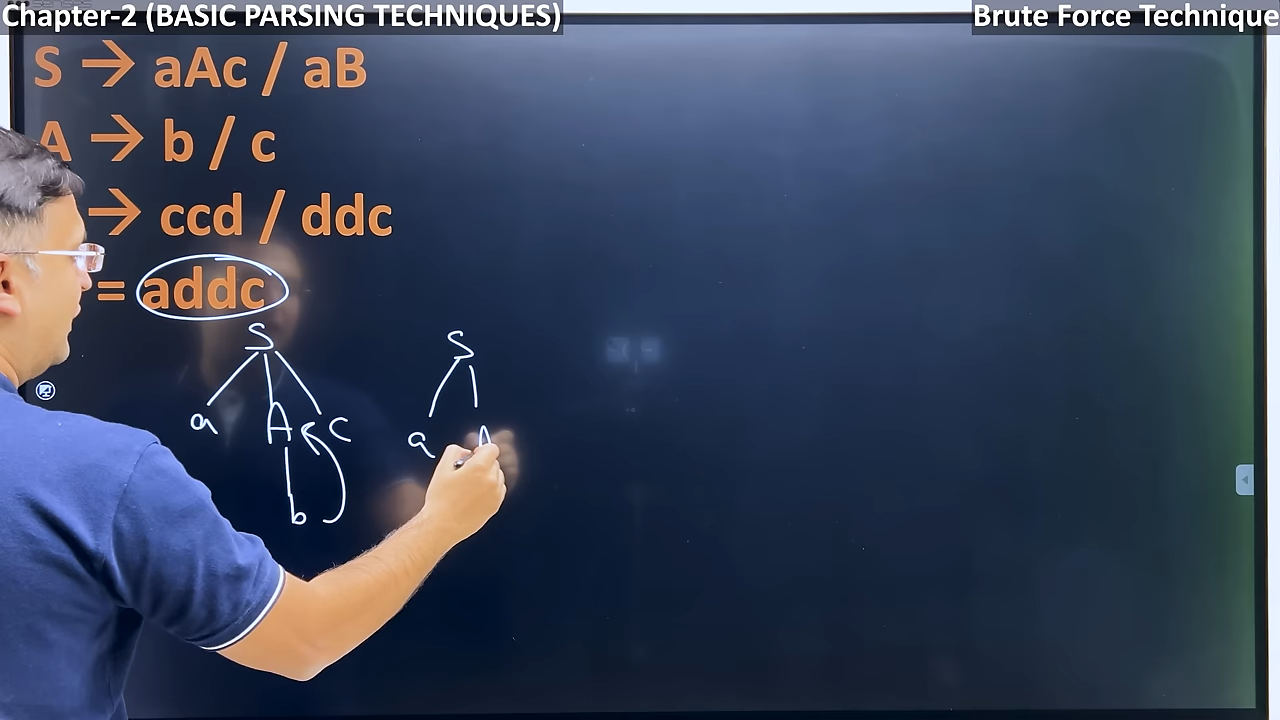 Chapter-2 (BASIC PARSING TECHNIQUES)
Brute Force Technique
S → aAc / aB
A → b / c
→ ccd / ddc
= addc
S S
a A c a A
b